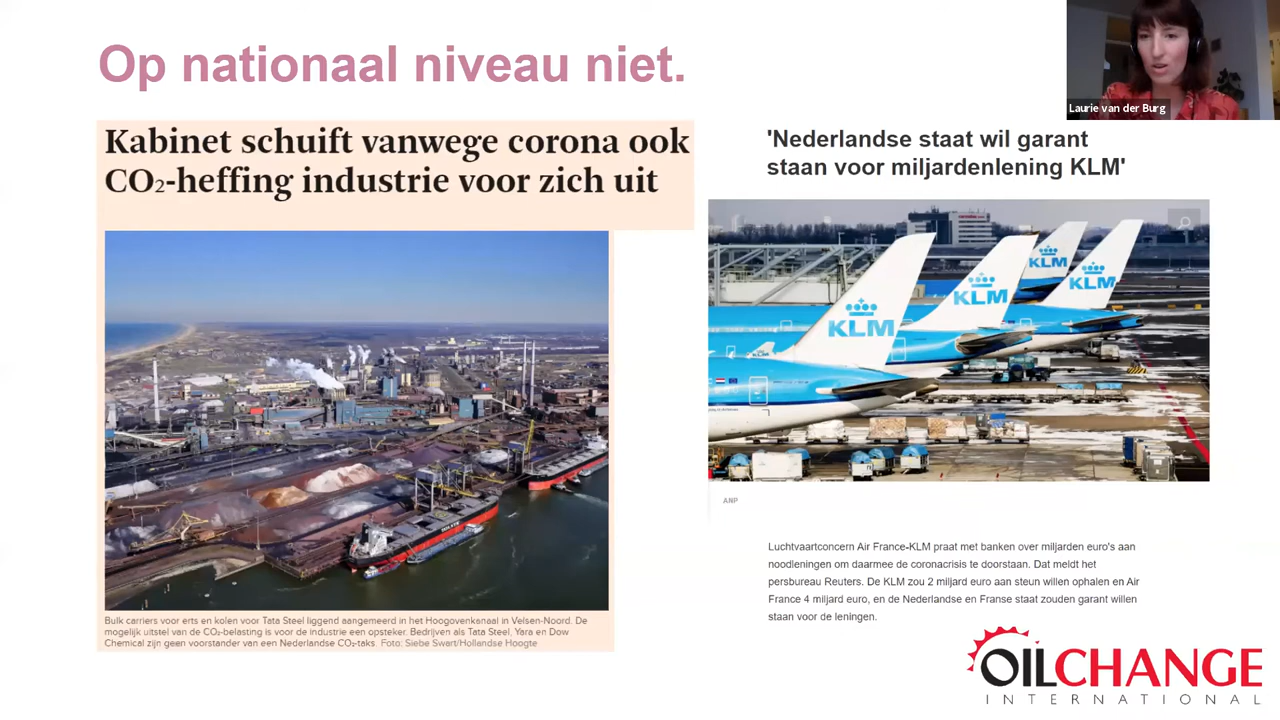 Op nationaal niveau niet.
Laurie van der Burg
Kabinet schuift vanwege corona ook
CO₂-heffing industrie voor zich uit
Bulk carriers voor erts en kolen voor Tata Steel liggend aangemeerd in het Hoogovenkanaal in Velsen-Noord. De
mogelijk uitstel van de CO₂-belasting is voor de industrie een opsteker. Bedrijven als Tata Steel, Yara en Dow
Chemical zijn geen voorstander van een Nederlandse CO₂-taks. Foto: Siebe Swart/Hollandse Hoogte
'Nederlandse staat wil garant
staan voor miljardenlening KLM'
KLM
KLM
KLM
KLM
ANP
Luchtvaartconcern Air France-KLM praat met banken over miljarden euro's aan
noodleningen om daarmee de coronacrisis te doorstaan. Dat meldt het
persbureau Reuters. De KLM zou 2 miljard euro aan steun willen ophalen en Air
France 4 miljard euro, en de Nederlandse en Franse staat zouden garant willen
staan voor de leningen.
OILCHANGE
INTERNATIONAL